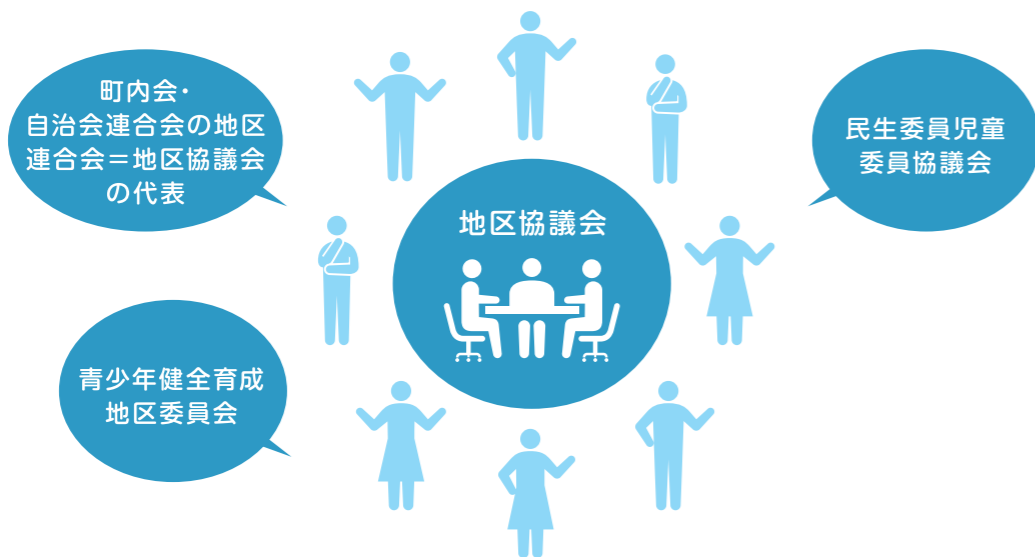 町内会・
自治会連合会の地区
連合会＝地区協議会
の代表
民生委員児童
委員協議会
地区協議会
青少年健全育成
地区委員会